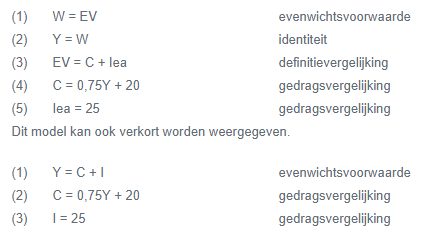 (1) W = EV evenwichtsvoorwaarde
(2) Y = W identiteit
(3) EV = C + Iea definitievergelijking
(4) C = 0,75Y + 20 gedragsvergelijking
(5) Iea = 25 gedragsvergelijking
Dit model kan ook verkort worden weergegeven.
(1) Y = C + I evenwichtsvoorwaarde
(2) C = 0,75Y + 20 gedragsvergelijking
(3) I = 25 gedragsvergelijking